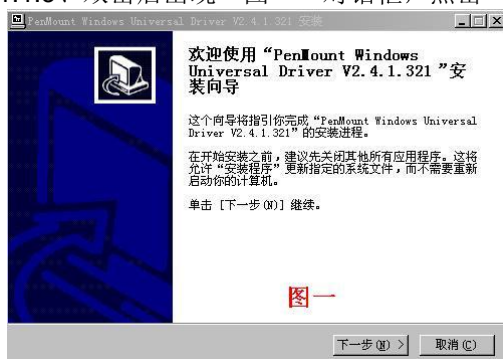 双击后出现"图一"对话框，点击
PenMount Windows Universal Driver V2.4.1.321 安装
欢迎使用“PenMount Windows
Universal Driver V2.4.1.321”安
装向导
这个向导将指引你完成“PenMount Windows Universal
Driver V2.4.1.321”的安装进程。
在开始安装之前，建议先关闭其他所有应用程序。这将
允许“安装程序”更新指定的系统文件，而不需要重新
启动你的计算机。
单击 [下一步(N)] 继续。
图一
下一步(N) >
取消(C)